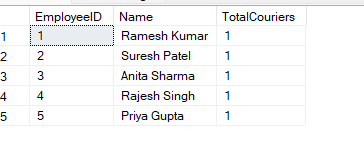 EmployeeID Name TotalCouriers
1 1 Ramesh Kumar 1
2 2 Suresh Patel 1
3 3 Anita Sharma 1
4 4 Rajesh Singh 1
5 5 Priya Gupta 1